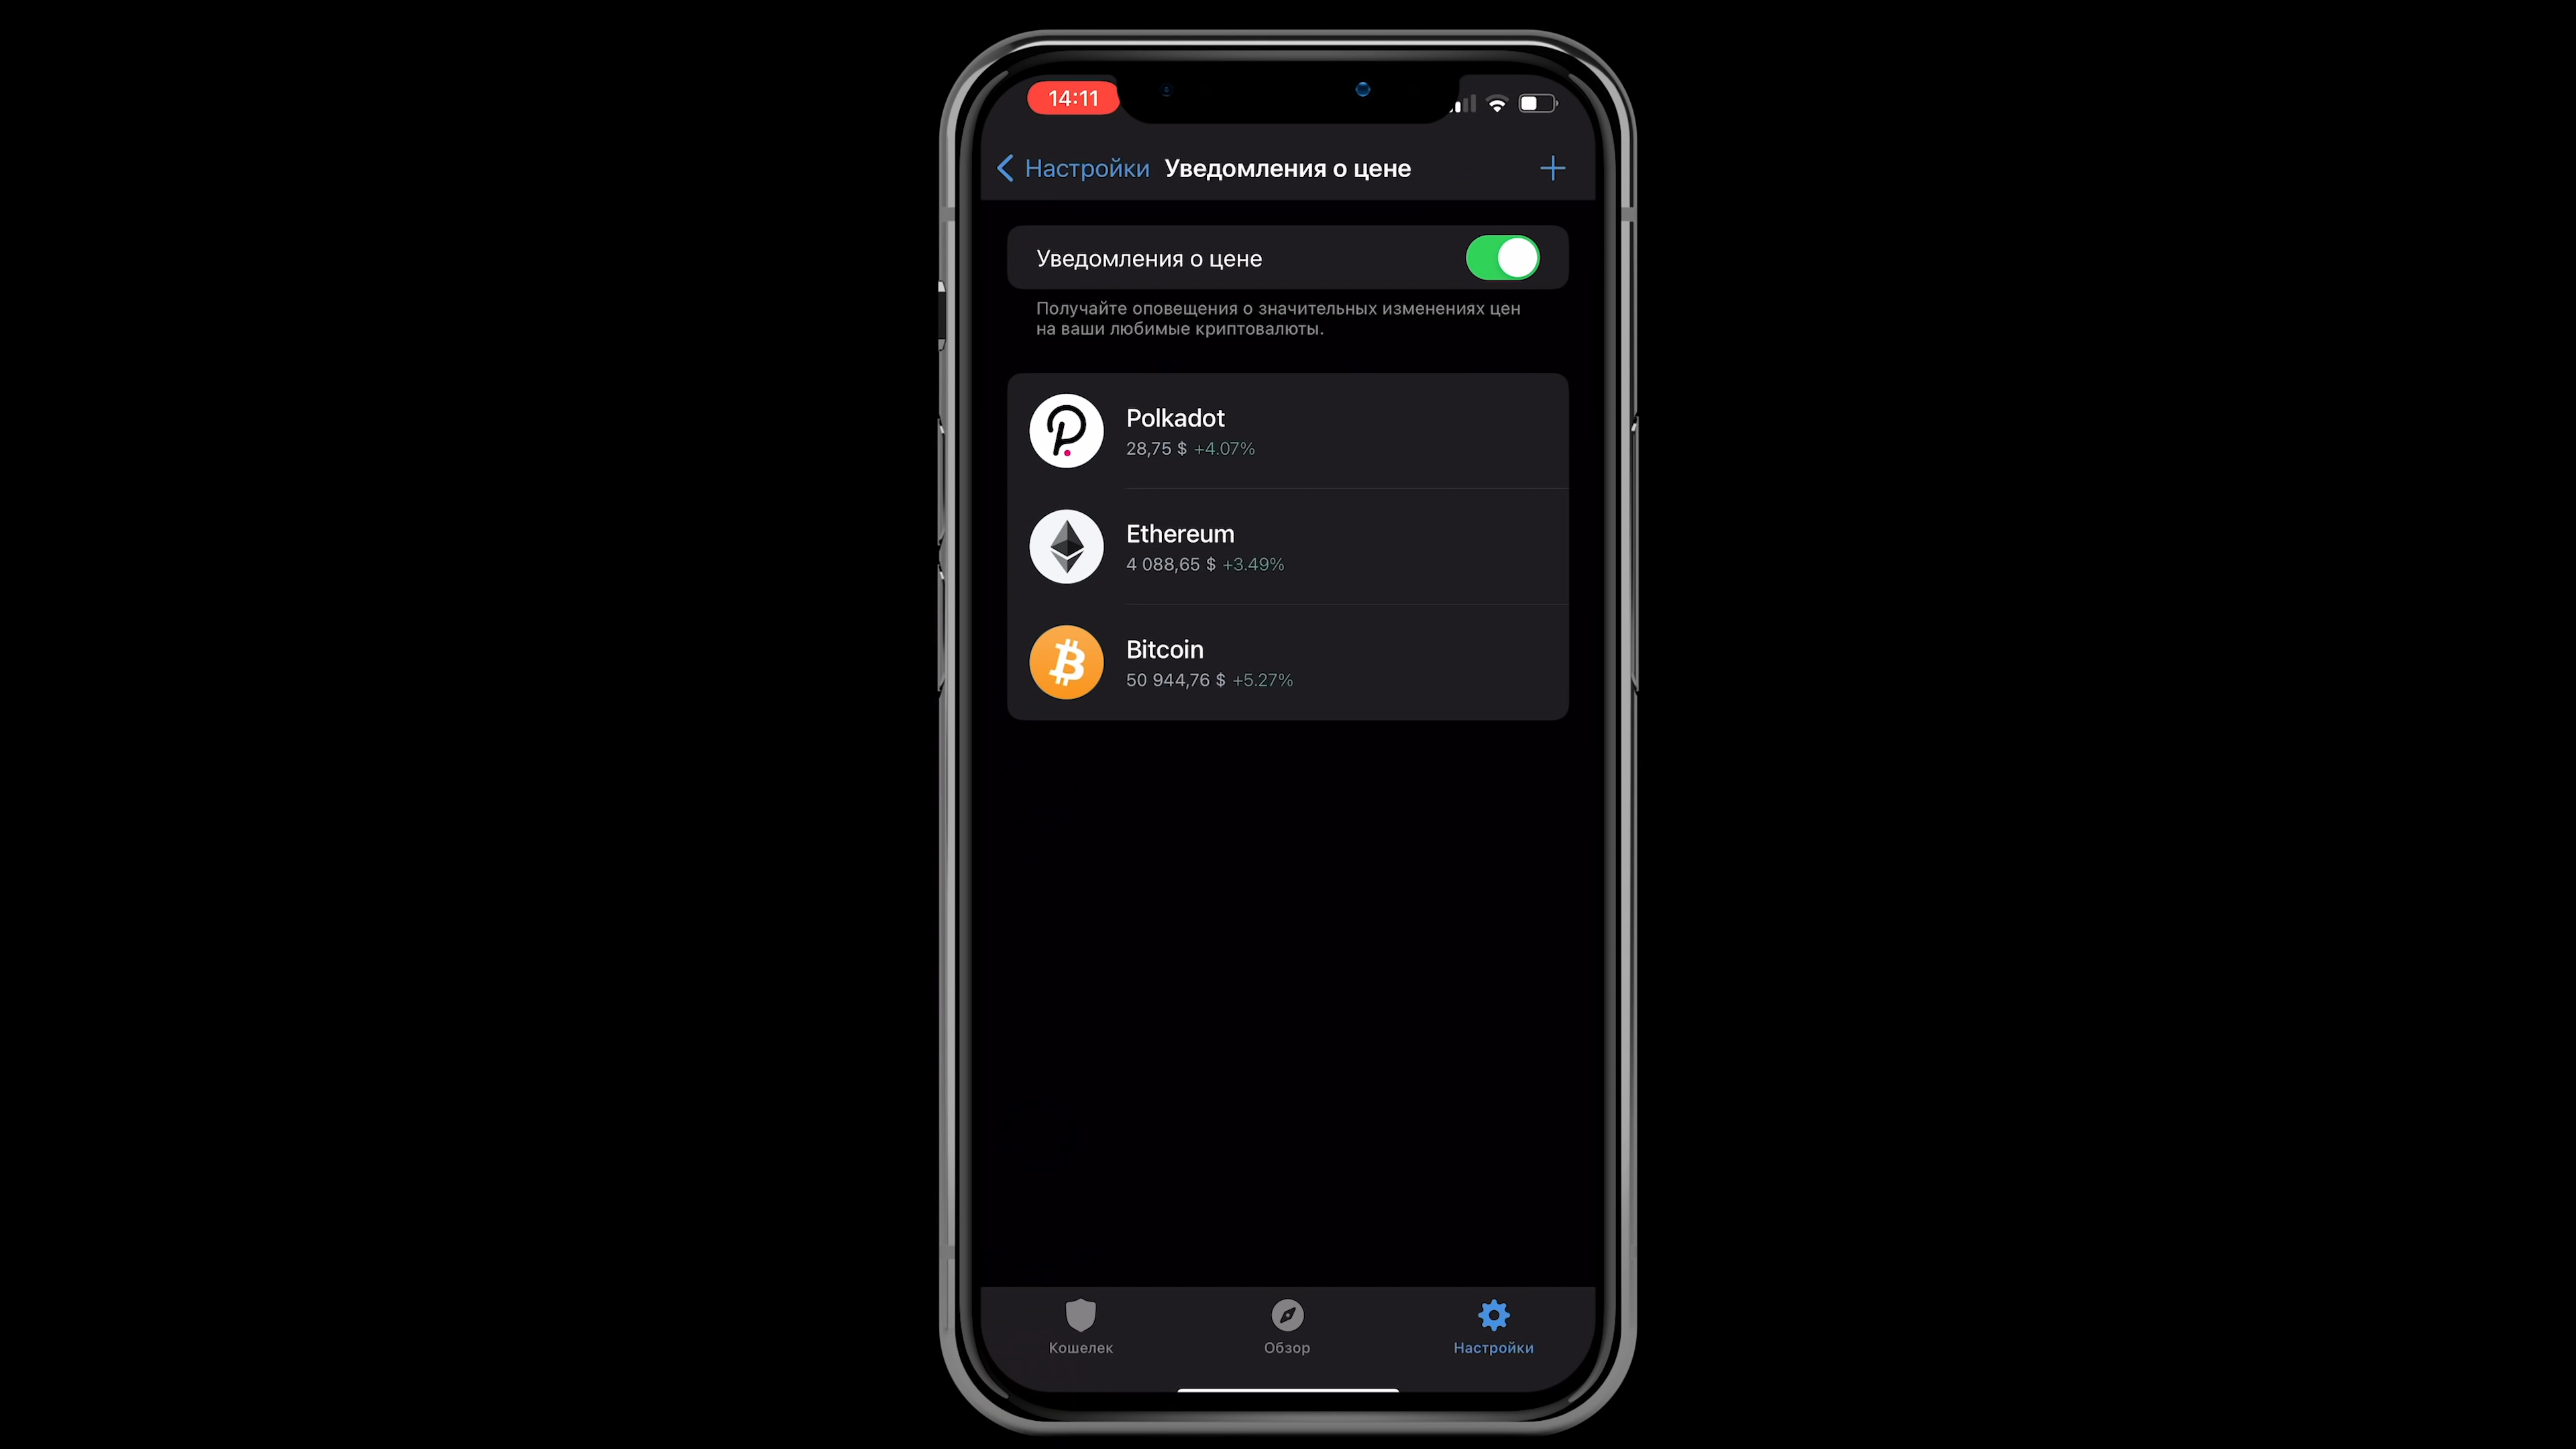 14:11
Настройки Уведомления о цене
Уведомления о цене
Получайте оповещения о значительных изменениях цен
на ваши любимые криптовалюты.
Polkadot
28,75 $ +4.07%
Ethereum
4 088,65 $ +3.49%
Bitcoin
50 944,76 $ +5.27%
Кошелек Обзор Настройки